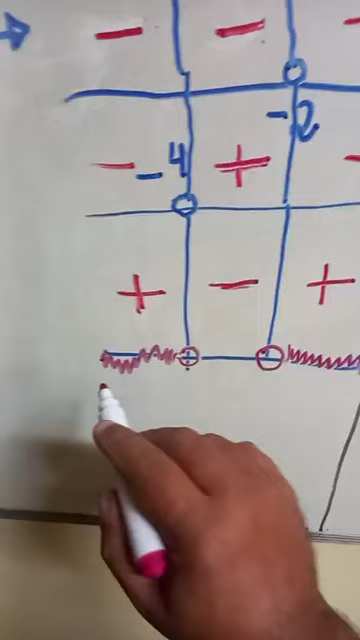 → - - -
-2
- -4 + -
+ - +